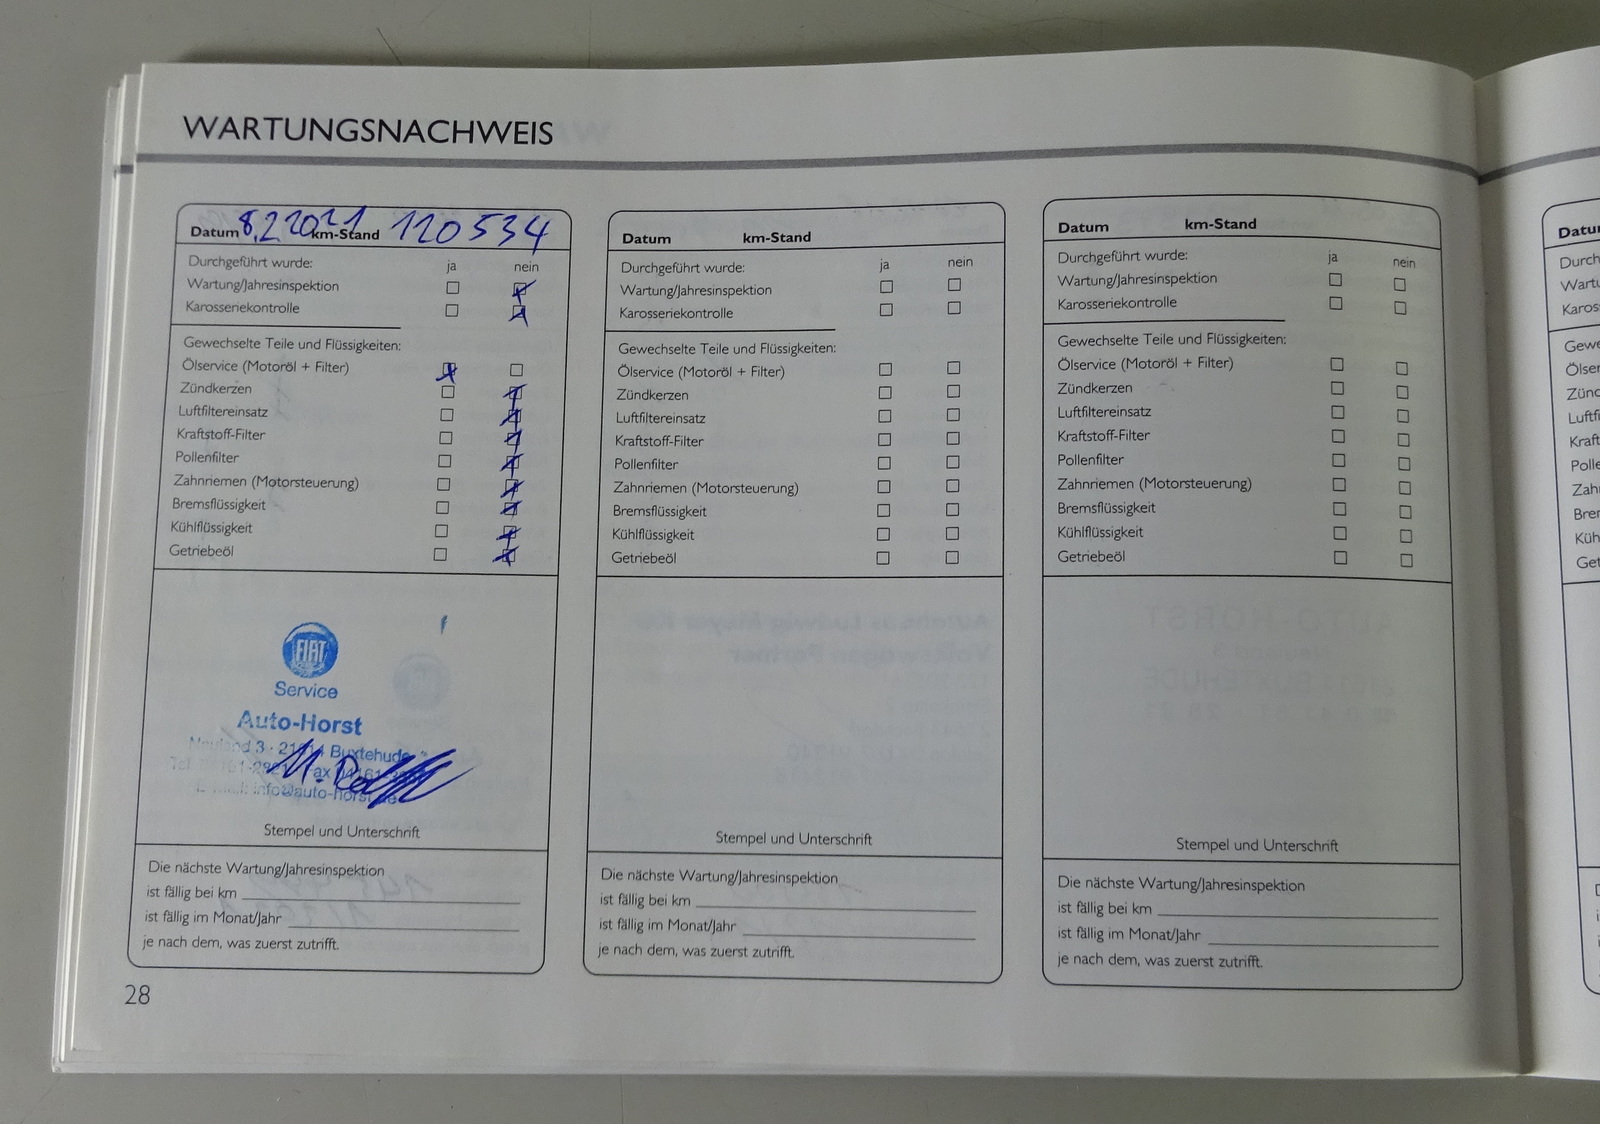 WARTUNGSNACHWEIS
Datum 8.2.2021 km-Stand 120534
Durchgeführt wurde: ja nein
Wartung/Jahresinspektion
Karosseriekontrolle
Gewechselte Teile und Flüssigkeiten:
Ölservice (Motoröl + Filter)
Zündkerzen
Luftfiltereinsatz
Kraftstoff-Filter
Pollenfilter
Zahnriemen (Motorsteuerung)
Bremsflüssigkeit
Kühlflüssigkeit
Getriebeöl
FIAT
Service
Auto-Horst
Neuland 3 · Buxtehude
Fax
info@auto-horst.de
Stempel und Unterschrift
Die nächste Wartung/Jahresinspektion
ist fällig bei km
ist fällig im Monat/Jahr
je nach dem, was zuerst zutrifft.
28
Datum km-Stand
Durchgeführt wurde: ja nein
Wartung/Jahresinspektion
Karosseriekontrolle
Gewechselte Teile und Flüssigkeiten:
Ölservice (Motoröl + Filter)
Zündkerzen
Luftfiltereinsatz
Kraftstoff-Filter
Pollenfilter
Zahnriemen (Motorsteuerung)
Bremsflüssigkeit
Kühlflüssigkeit
Getriebeöl
Stempel und Unterschrift
Die nächste Wartung/Jahresinspektion
ist fällig bei km
ist fällig im Monat/Jahr
je nach dem, was zuerst zutrifft.
Datum km-Stand
Durchgeführt wurde: ja nein
Wartung/Jahresinspektion
Karosseriekontrolle
Gewechselte Teile und Flüssigkeiten:
Ölservice (Motoröl + Filter)
Zündkerzen
Luftfiltereinsatz
Kraftstoff-Filter
Pollenfilter
Zahnriemen (Motorsteuerung)
Bremsflüssigkeit
Kühlflüssigkeit
Getriebeöl
Stempel und Unterschrift
Die nächste Wartung/Jahresinspektion
ist fällig bei km
ist fällig im Monat/Jahr
je nach dem, was zuerst zutrifft.